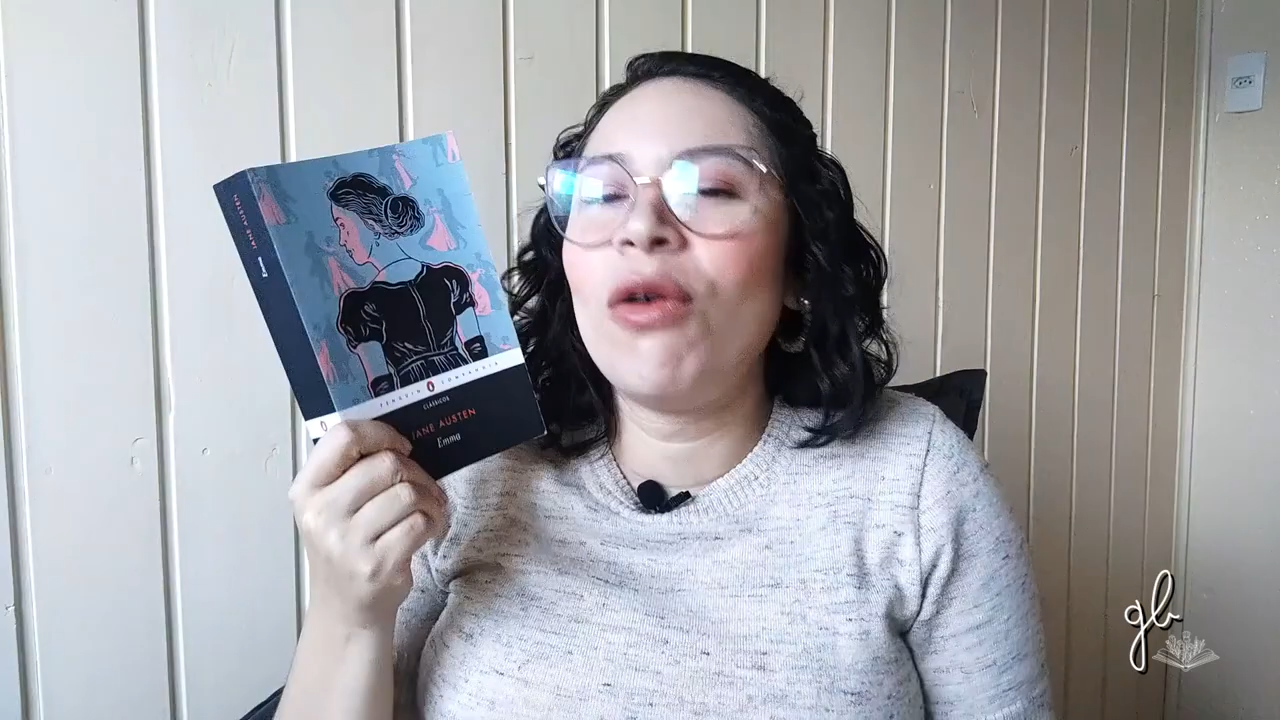 JANE AUSTEN
Emma
PENGUIN COMPANHIA
CLÁSSICOS
JANE AUSTEN
Emma
gb